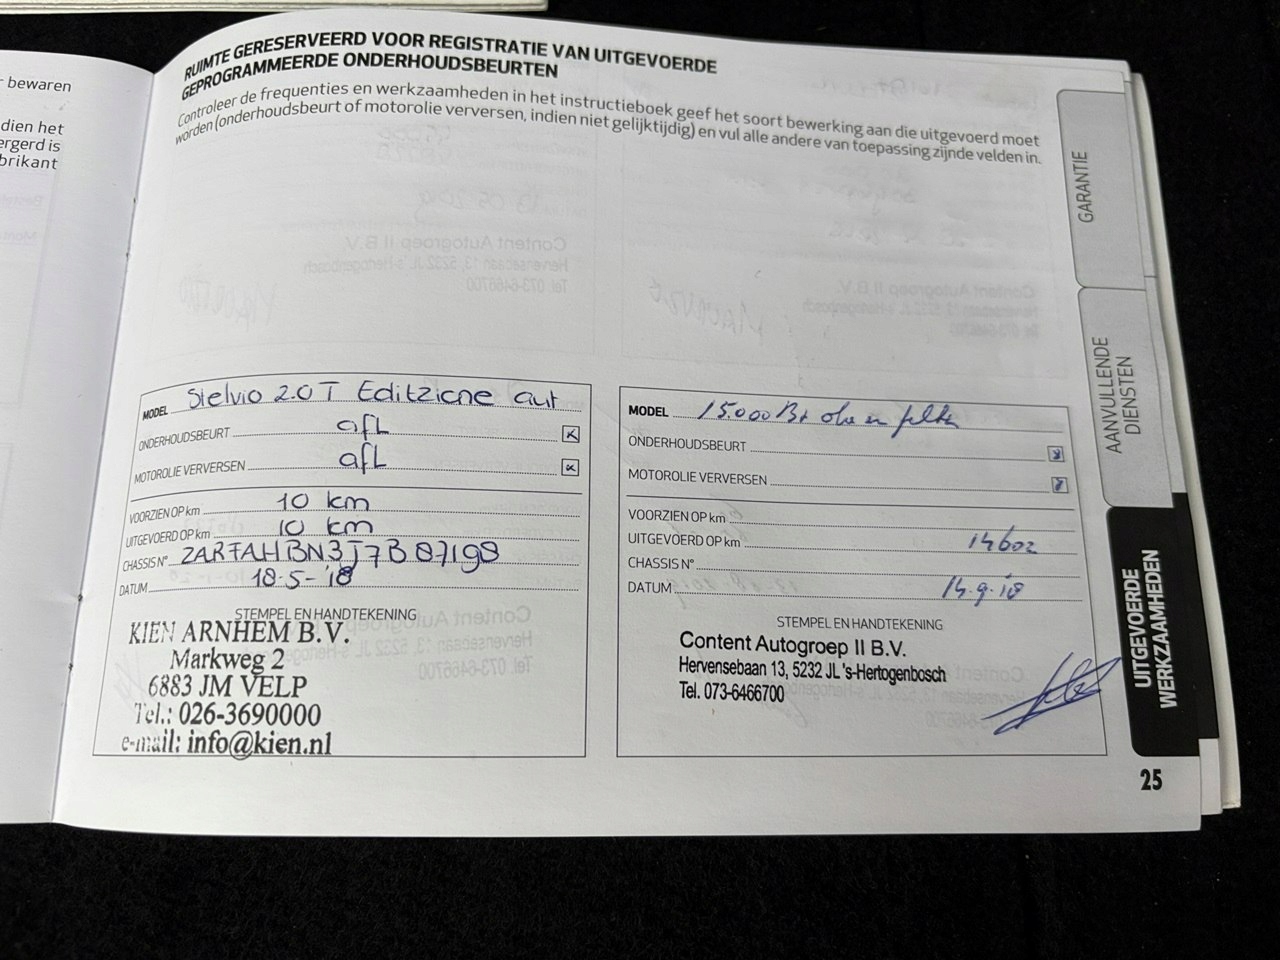 bewaren
dien het
ergerd is
brikant
RUIMTE GERESERVEERD VOOR REGISTRATIE VAN UITGEVOERDE
GEPROGRAMMEERDE ONDERHOUDSBEURTEN
Controleer de frequenties en werkzaamheden in het instructieboek geef het soort bewerking aan die uitgevoerd moet
worden (onderhoudsbeurt of motorolie verversen, indien niet gelijktijdig) en vul alle andere van toepassing zijnde velden in.
MODEL Stelvio 2.0T Editzione aut
ONDERHOUDSBEURT afL
MOTOROLIE VERVERSEN afL
VOORZIEN OP km 10 km
UITGEVOERD OP km 10 km
CHASSIS N° ZARFAHBN3J7B87198
DATUM 18-5-'18
STEMPEL EN HANDTEKENING
KIEN ARNHEM B.V.
Markweg 2
6883 JM VELP
Tel.: 026-3690000
e-mail: info@kien.nl
MODEL 15.000 Bt olie en filter
ONDERHOUDSBEURT
MOTOROLIE VERVERSEN
VOORZIEN OP km
UITGEVOERD OP km 14602
CHASSIS N°
DATUM 14.9.'18
STEMPEL EN HANDTEKENING
Content Autogroep II B.V.
Hervensebaan 13, 5232 JL 's-Hertogenbosch
Tel. 073-6466700
GARANTIE
AANVULLENDE
DIENSTEN
UITGEVOERDE
WERKZAAMHEDEN
25